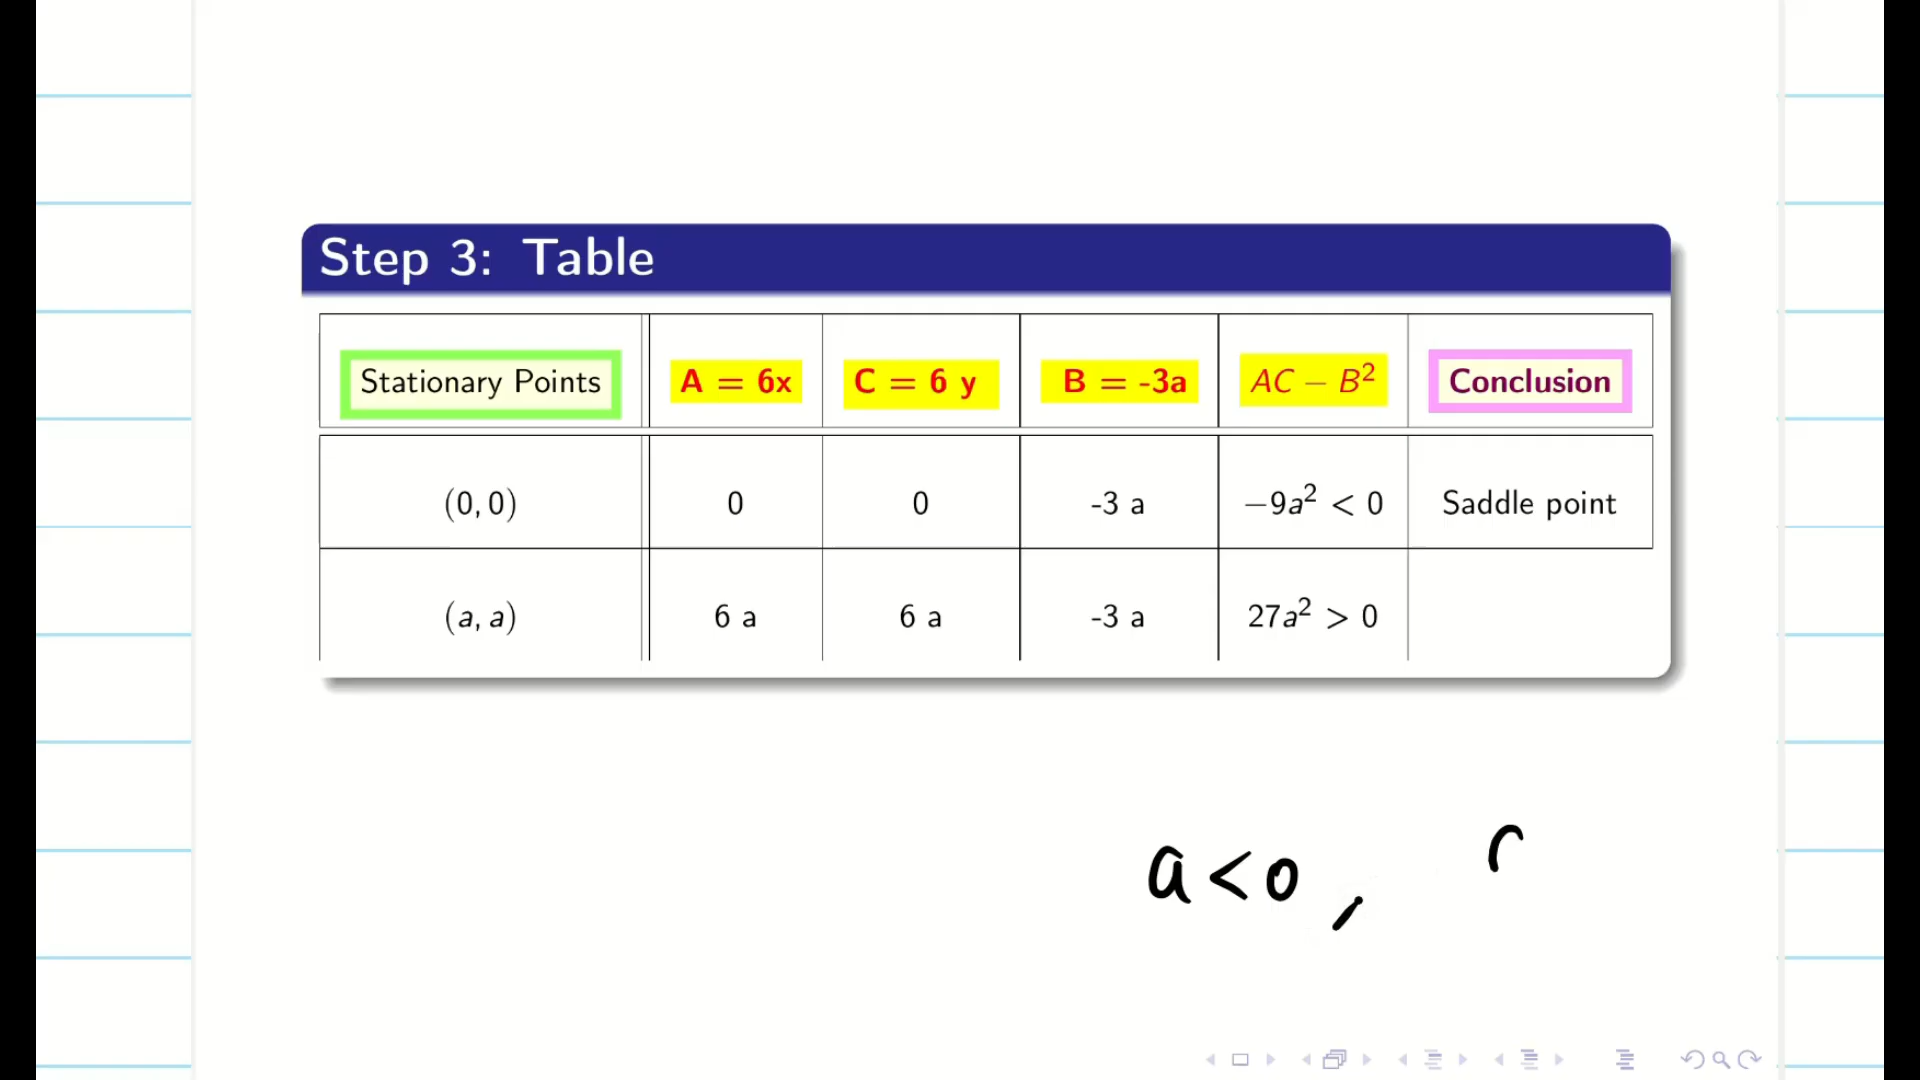 Step 3: Table
Stationary Points A = 6x C = 6 y B = -3a AC − B² Conclusion
(0, 0) 0 0 -3 a −9a² < 0 Saddle point
(a, a) 6 a 6 a -3 a 27a² > 0
a < 0 ,